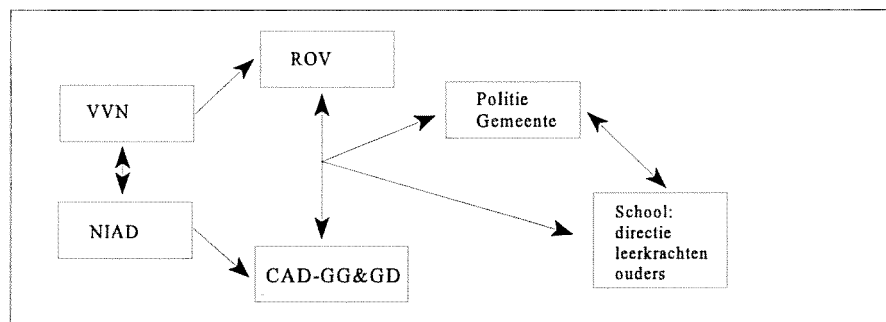 ROV
VVN
Politie
Gemeente
NIAD
School:
directie
leerkrachten
ouders
CAD-GG&GD